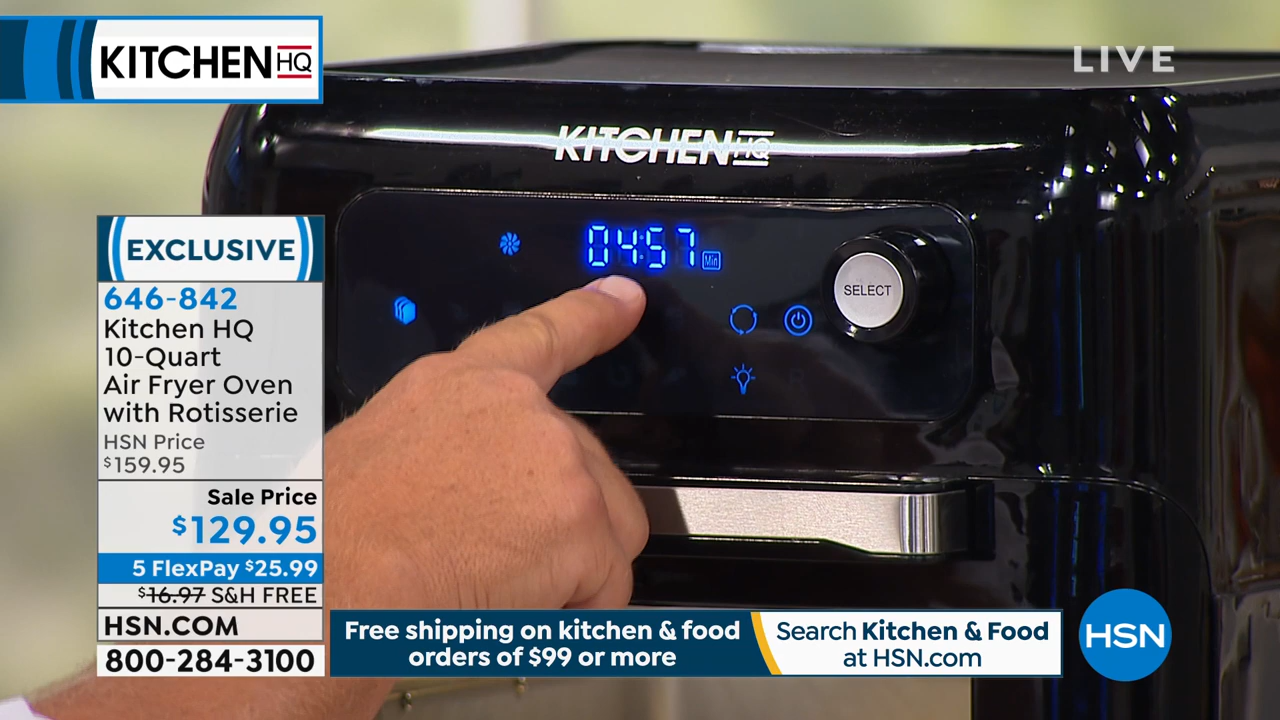 KITCHEN HQ
LIVE
KITCHEN HQ
04:57 Min
SELECT
EXCLUSIVE
646-842
Kitchen HQ
10-Quart
Air Fryer Oven
with Rotisserie
HSN Price
$159.95
Sale Price
$129.95
5 FlexPay $25.99
$16.97 S&H FREE
HSN.COM
800-284-3100
Free shipping on kitchen & food
orders of $99 or more
Search Kitchen & Food
at HSN.com
HSN